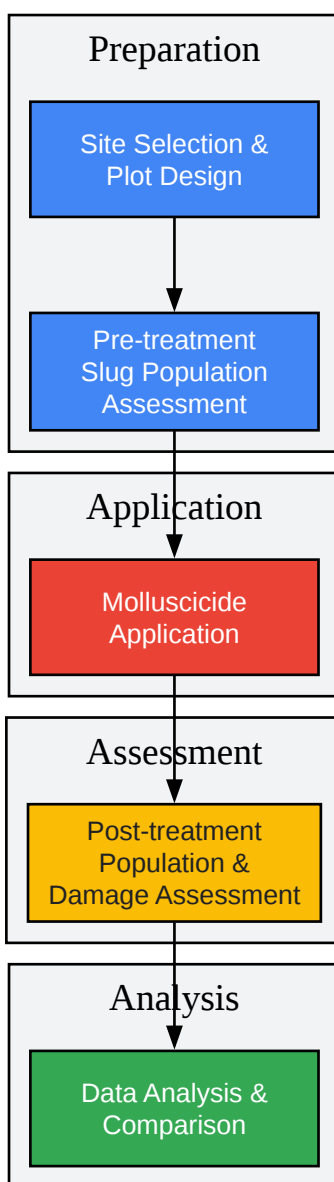 Preparation
Site Selection &
Plot Design
Pre-treatment
Slug Population
Assessment
Application
Molluscicide
Application
Assessment
Post-treatment
Population &
Damage Assessment
Analysis
Data Analysis &
Comparison